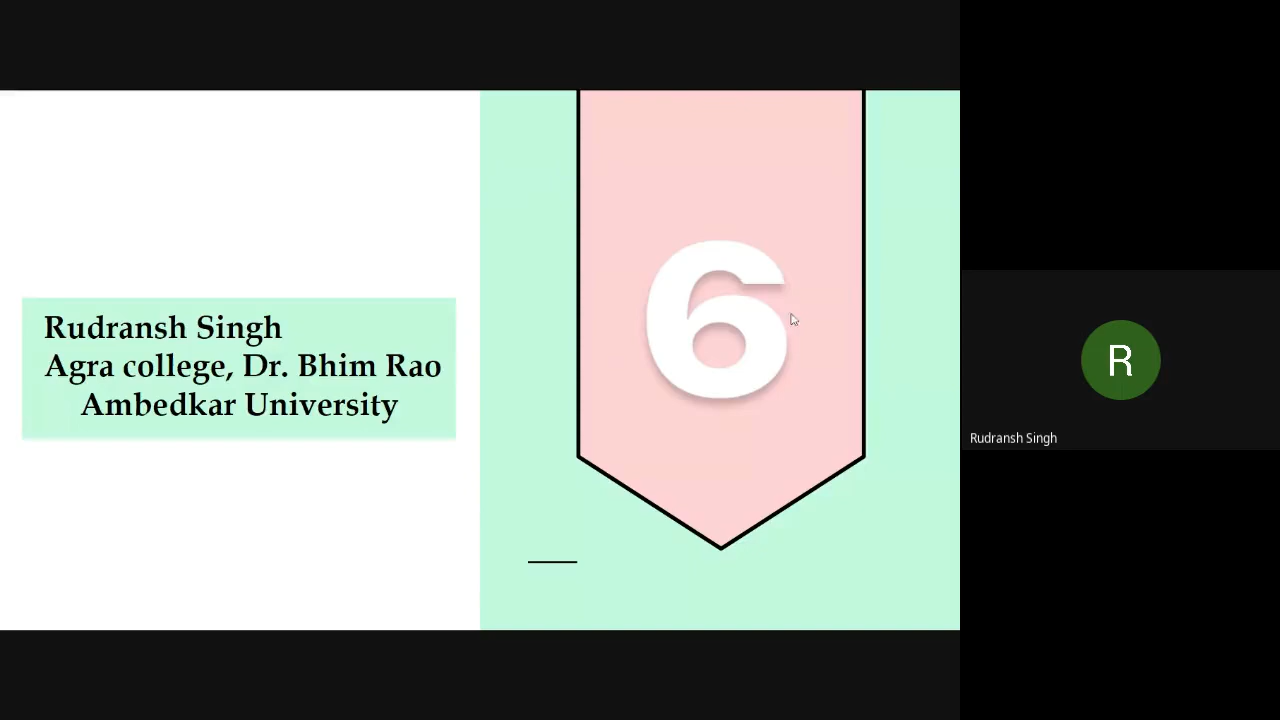 Rudransh Singh
Agra college, Dr. Bhim Rao
Ambedkar University
6
R
Rudransh Singh